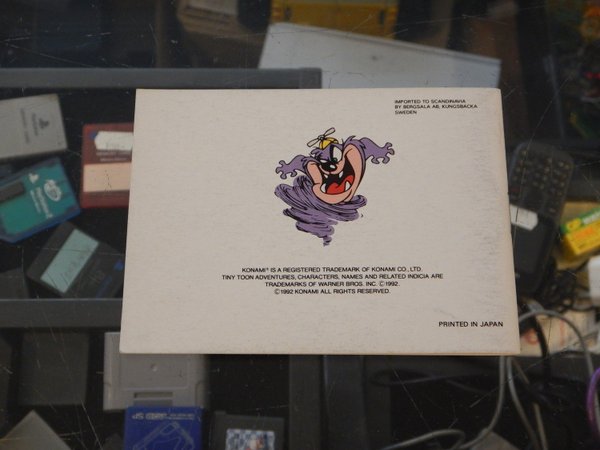 IMPORTED TO SCANDINAVIA
BY BERGSALA AB, KUNGSBACKA
SWEDEN
KONAMI® IS A REGISTERED TRADEMARK OF KONAMI CO., LTD.
TINY TOON ADVENTURES, CHARACTERS, NAMES AND RELATED INDICIA ARE
TRADEMARKS OF WARNER BROS. INC. ©1992.
©1992 KONAMI ALL RIGHTS RESERVED.
PRINTED IN JAPAN